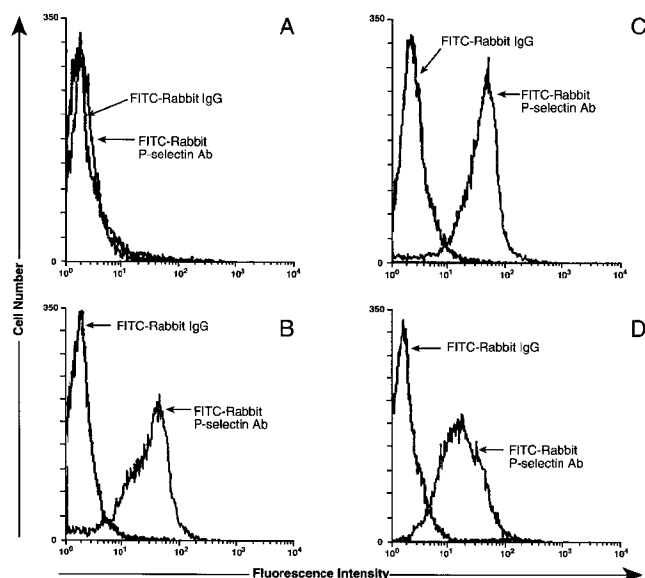 350
A
FITC-Rabbit IgG
FITC-Rabbit
P-selectin Ab
0
10⁰ 10¹ 10² 10³ 10⁴
350
C
FITC-Rabbit IgG
FITC-Rabbit
P-selectin Ab
0
10⁰ 10¹ 10² 10³ 10⁴
350
B
FITC-Rabbit IgG
FITC-Rabbit
P-selectin Ab
0
10⁰ 10¹ 10² 10³ 10⁴
350
D
FITC-Rabbit IgG
FITC-Rabbit
P-selectin Ab
0
10⁰ 10¹ 10² 10³ 10⁴
Cell Number
Fluorescence Intensity